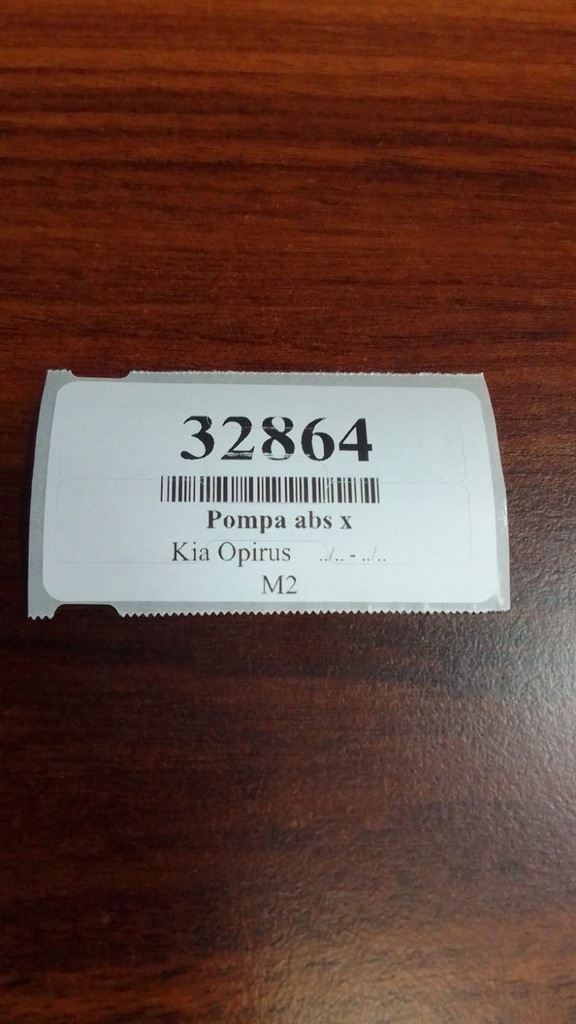 32864
Pompa abs x
Kia Opirus ../.. - ../..
M2